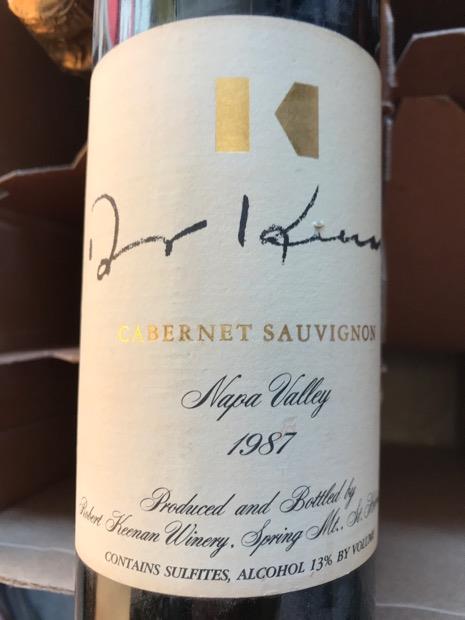 K
CABERNET SAUVIGNON
Napa Valley
1987
Produced and Bottled by
Robert Keenan Winery, Spring Mt., St.
CONTAINS SULFITES, ALCOHOL 13% BY VOLUME